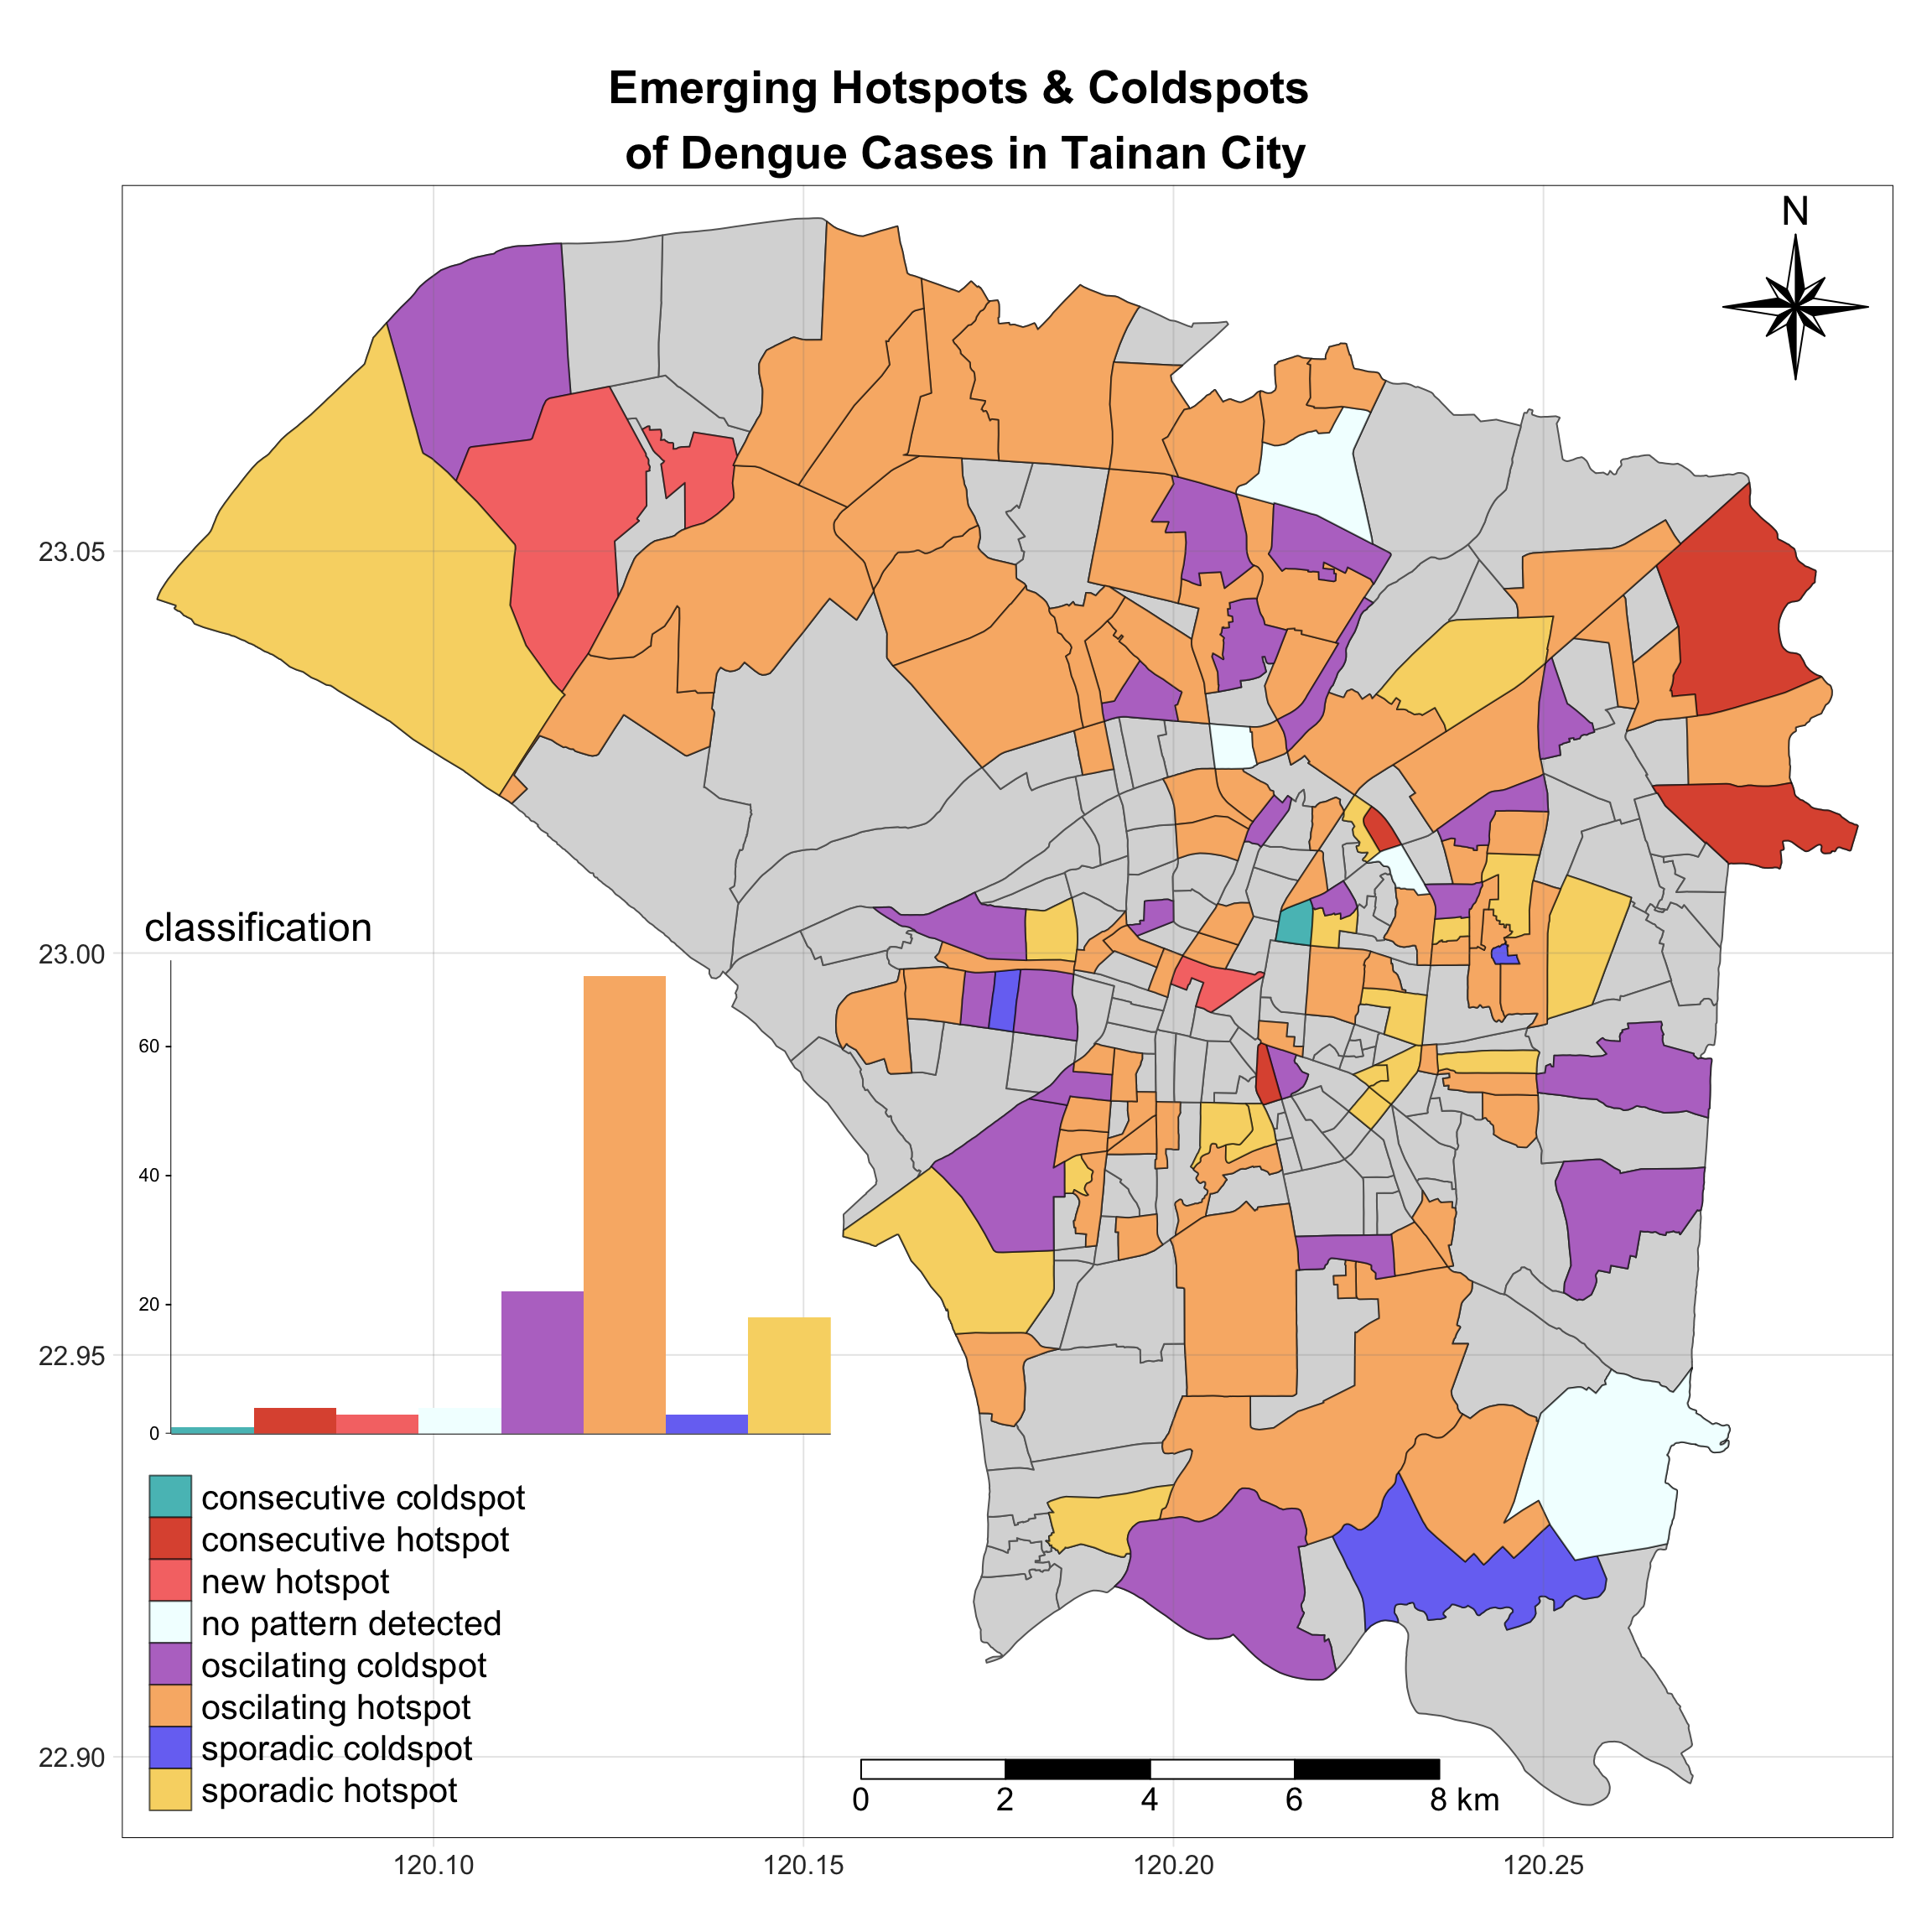 Emerging Hotspots & Coldspots
of Dengue Cases in Tainan City
N
23.05
23.00
22.95
22.90
classification
60
40
20
0
consecutive coldspot
consecutive hotspot
new hotspot
no pattern detected
oscilating coldspot
oscilating hotspot
sporadic coldspot
sporadic hotspot
0 2 4 6 8 km
120.10 120.15 120.20 120.25